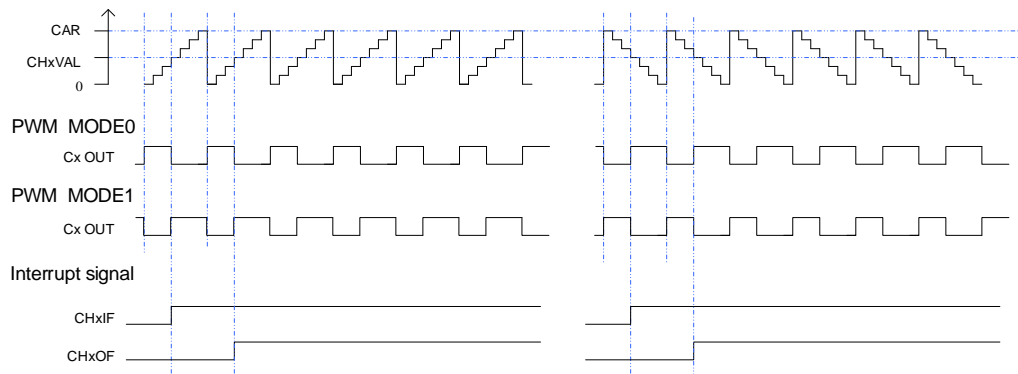 CAR
CHxVAL
0
PWM MODE0
Cx OUT
PWM MODE1
Cx OUT
Interrupt signal
CHxIF
CHxOF